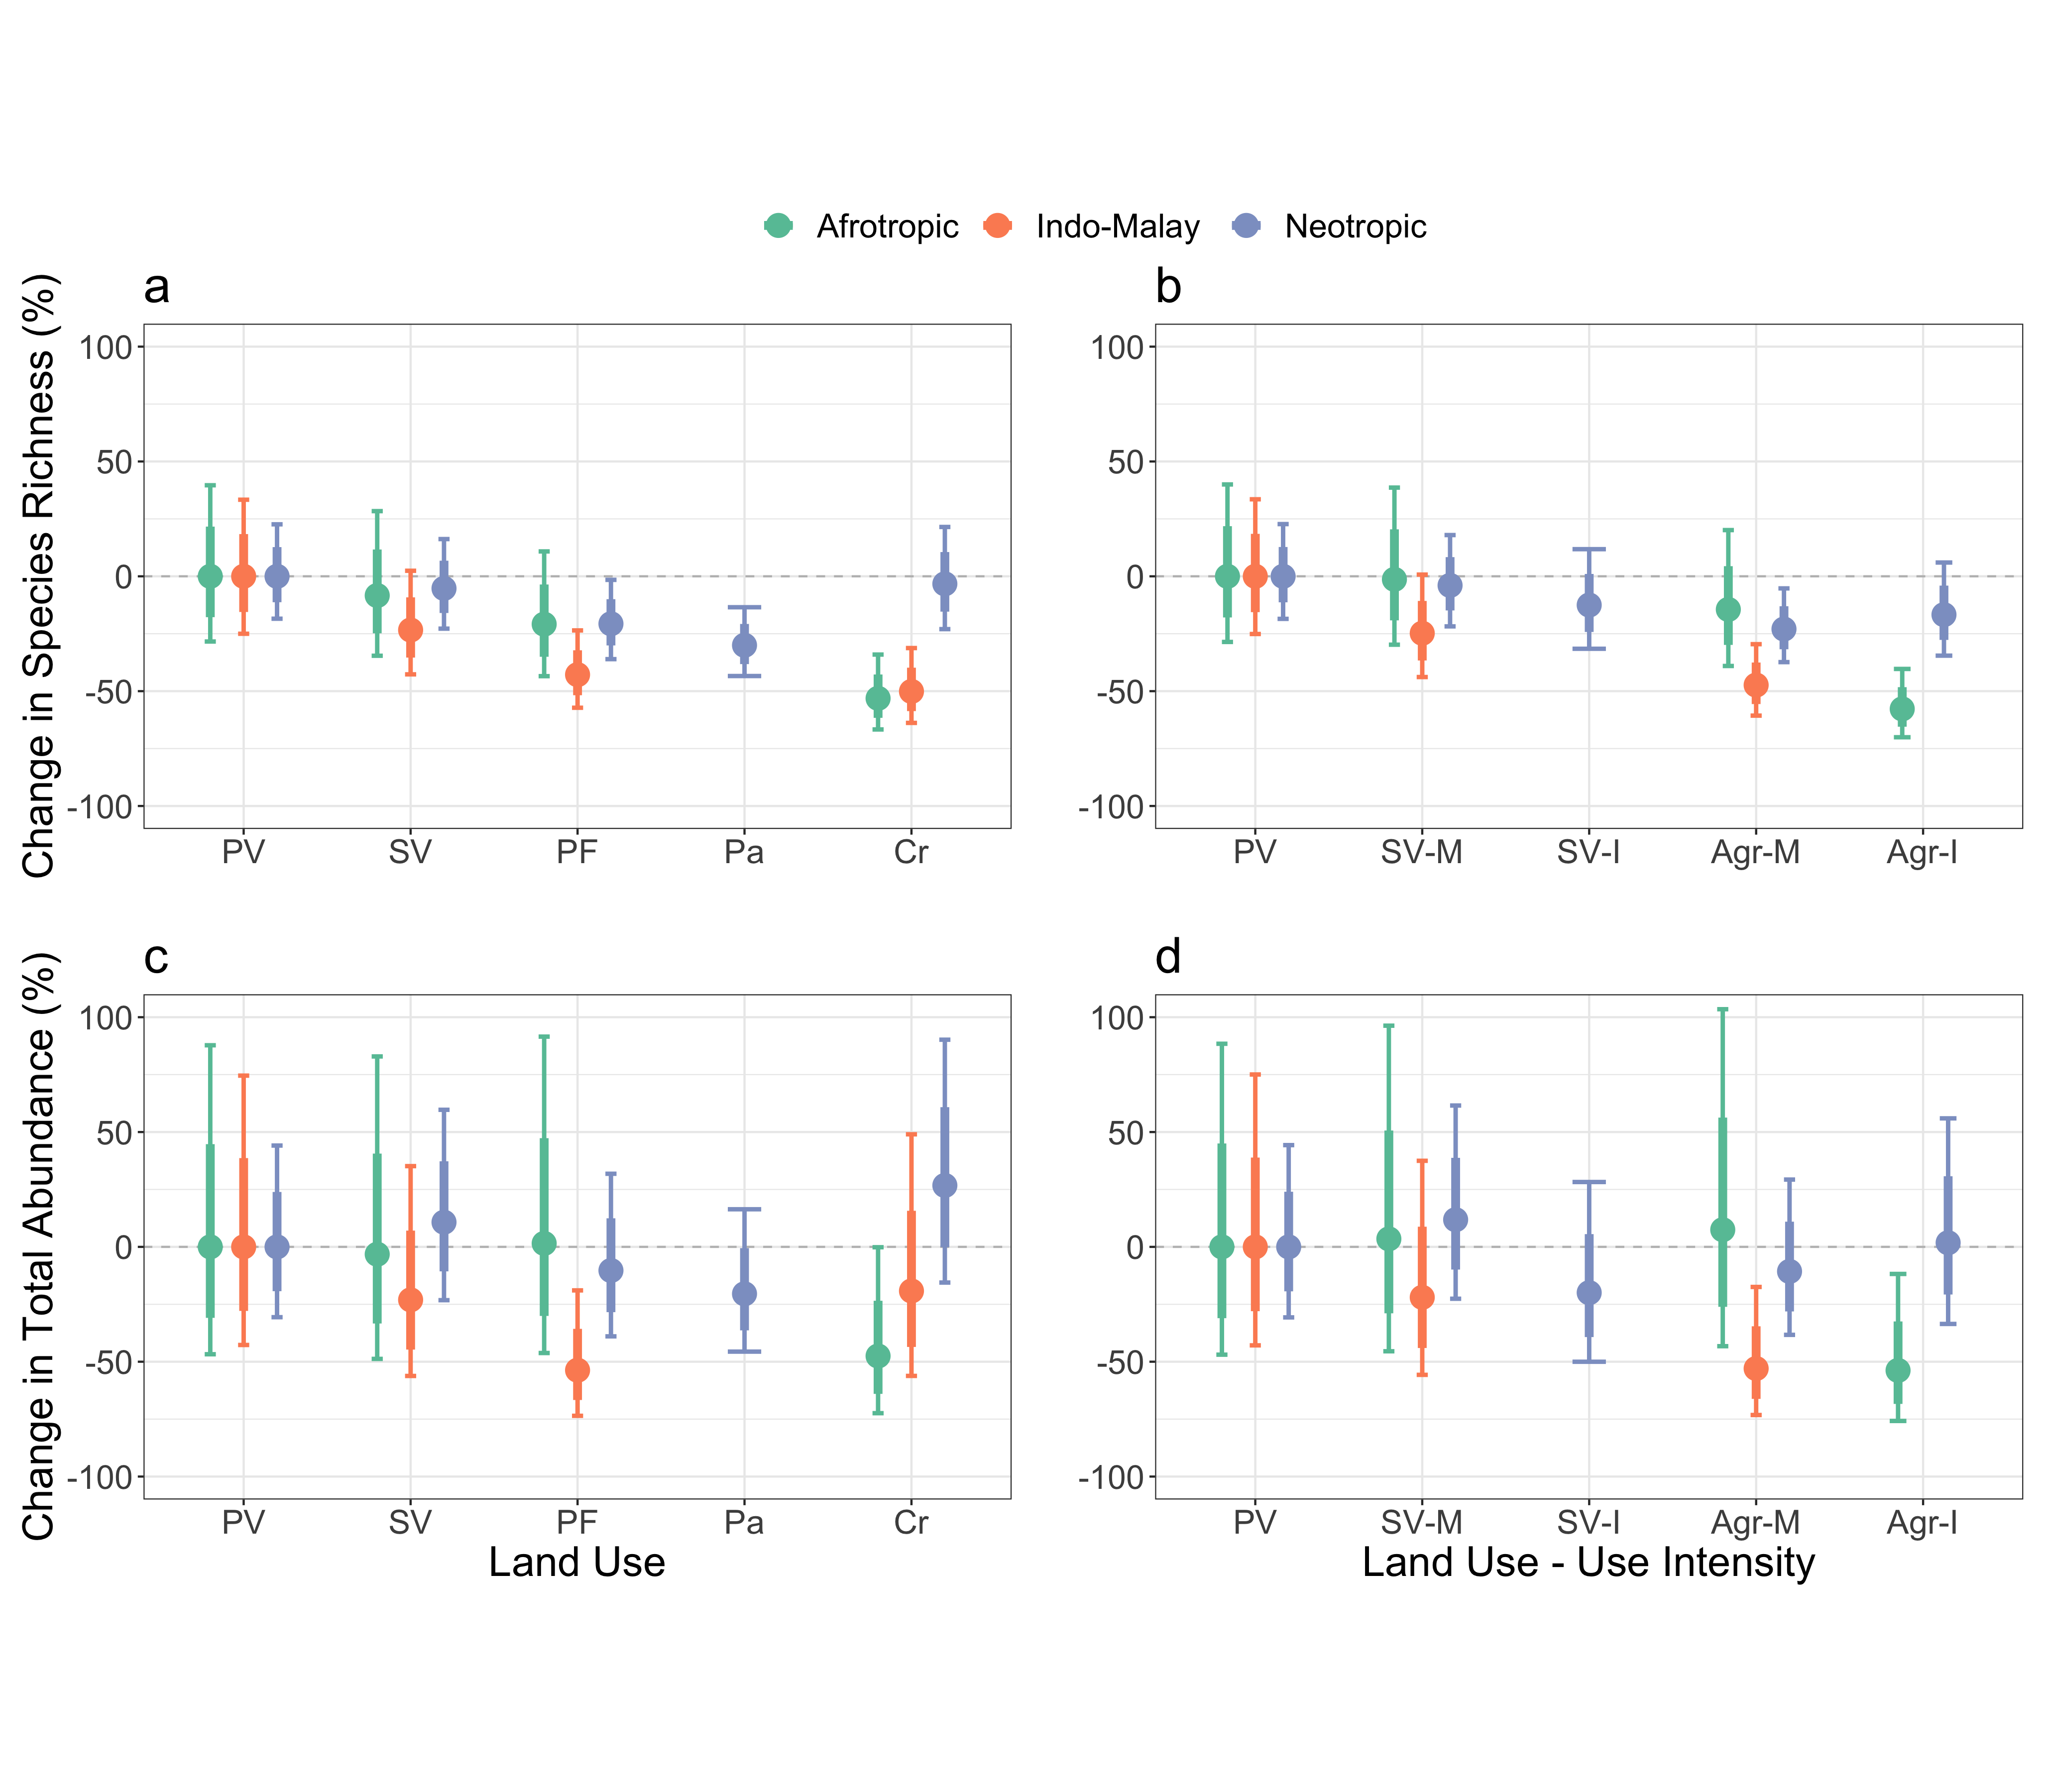 Afrotropic Indo-Malay Neotropic
a
b
Change in Species Richness (%)
100
50
0
-50
-100
PV SV PF Pa Cr
100
50
0
-50
-100
PV SV-M SV-I Agr-M Agr-I
c
d
Change in Total Abundance (%)
100
50
0
-50
-100
PV SV PF Pa Cr
Land Use
100
50
0
-50
-100
PV SV-M SV-I Agr-M Agr-I
Land Use - Use Intensity